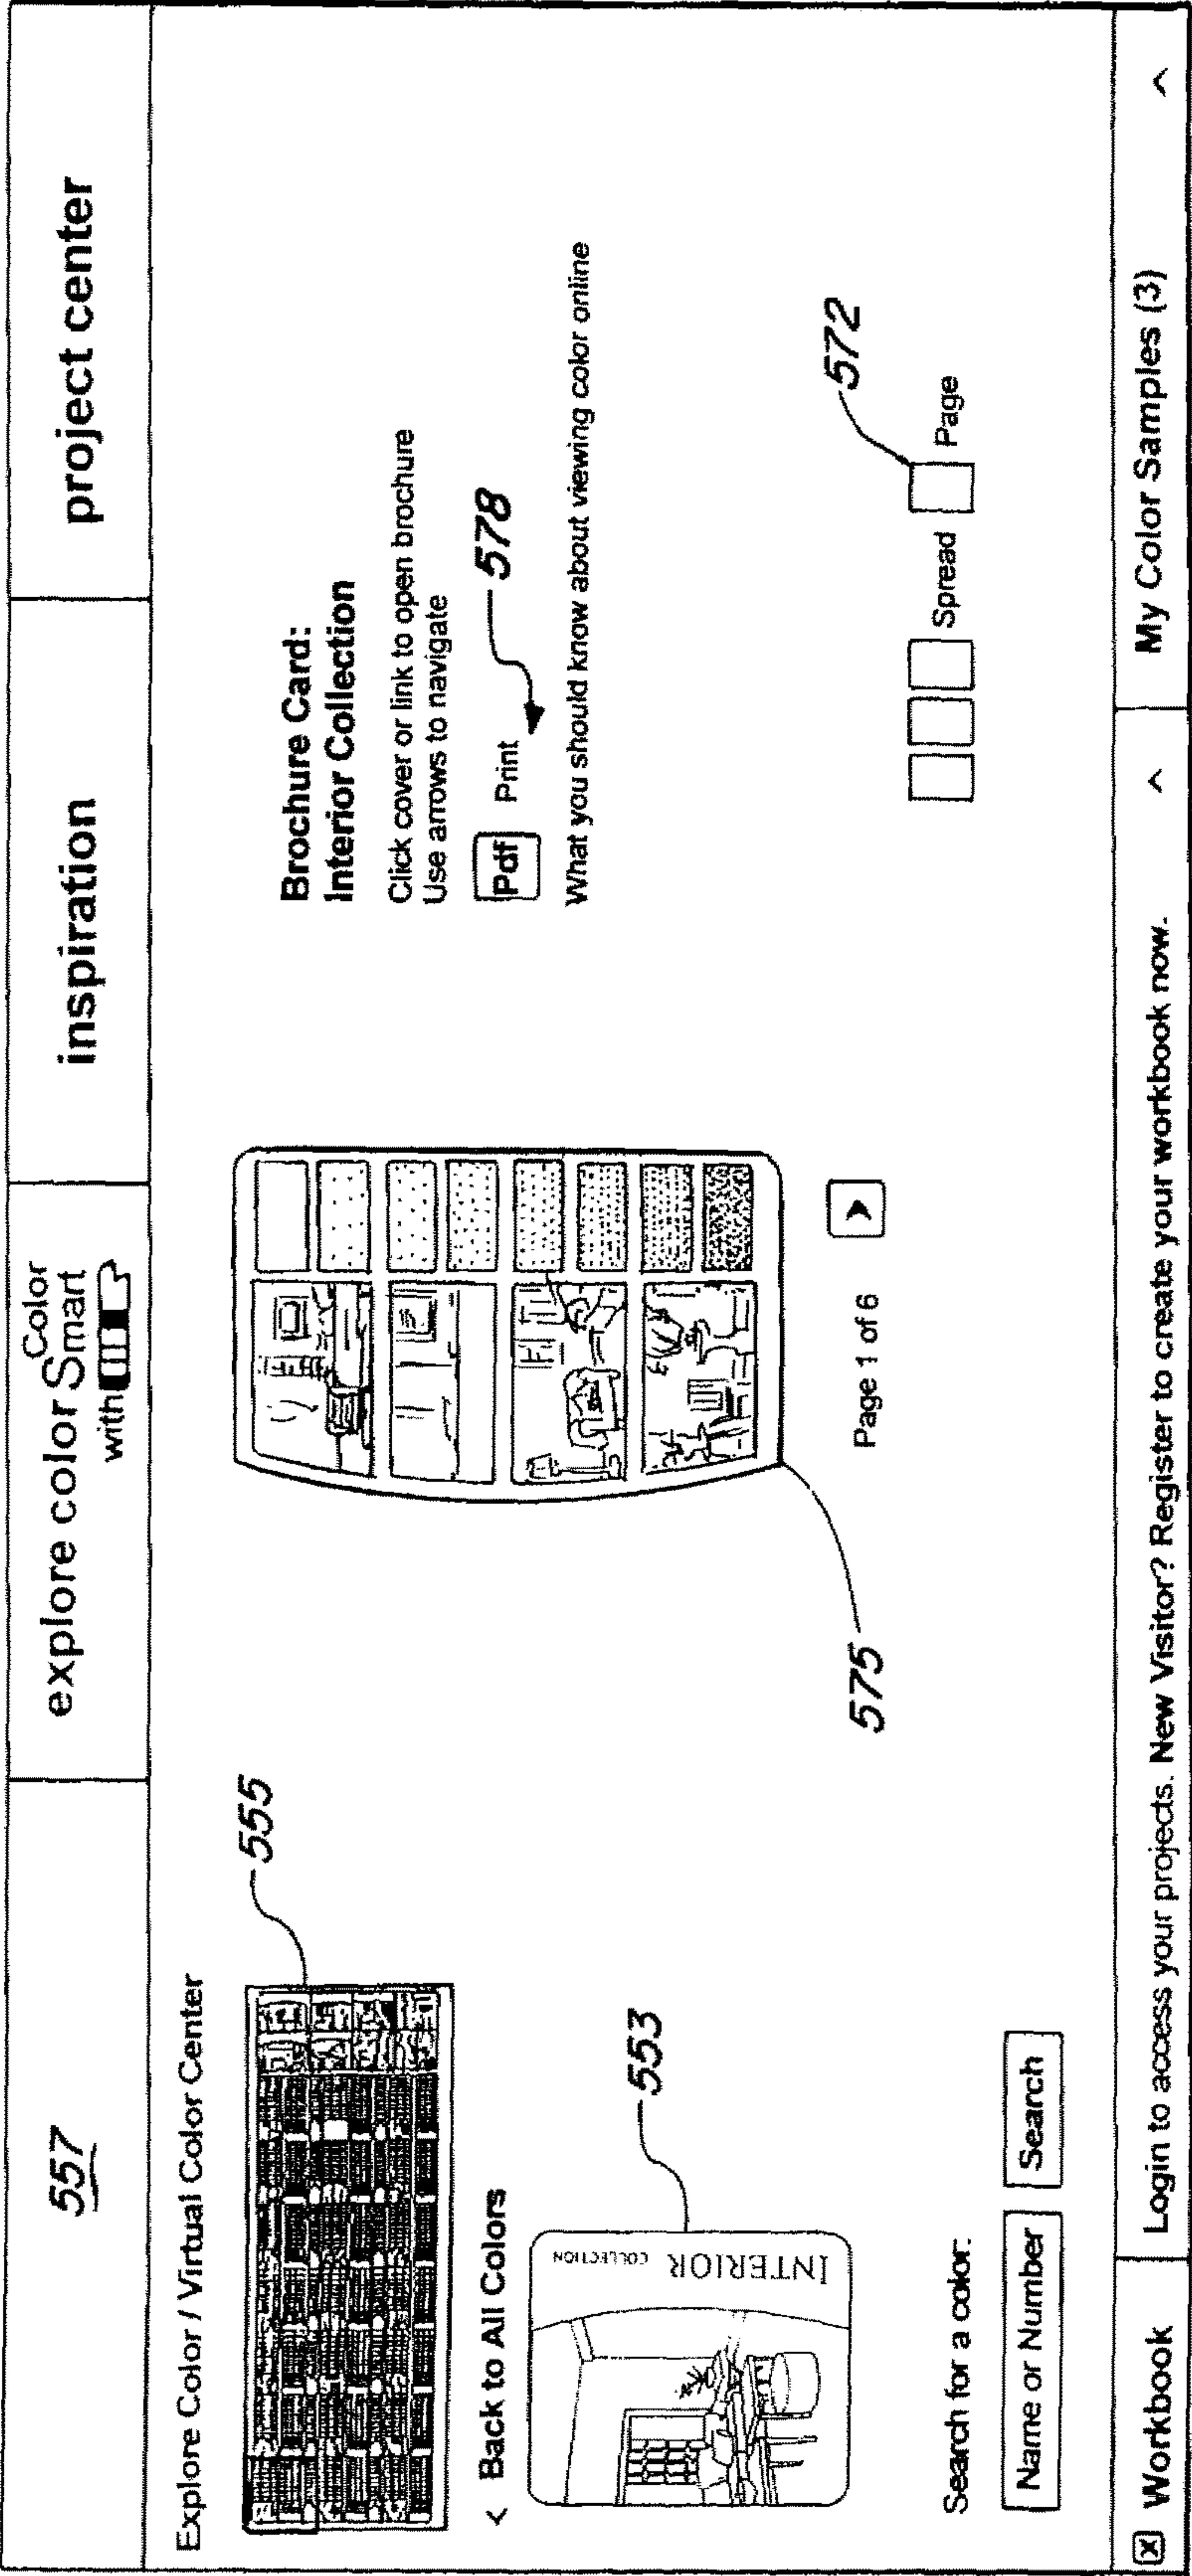 557
explore color
Color
Smart
with
inspiration
project center
Explore Color / Virtual Color Center
555
< Back to All Colors
INTERIOR
COLLECTION
553
Search for a color:
Name or Number
Search
575
Page 1 of 6
>
Brochure Card:
Interior Collection
Click cover or link to open brochure
Use arrows to navigate
Pdf
Print
578
What you should know about viewing color online
572
Spread
Page
x
Workbook
Login to access your projects. New Visitor? Register to create your workbook now.
^
My Color Samples (3)
^